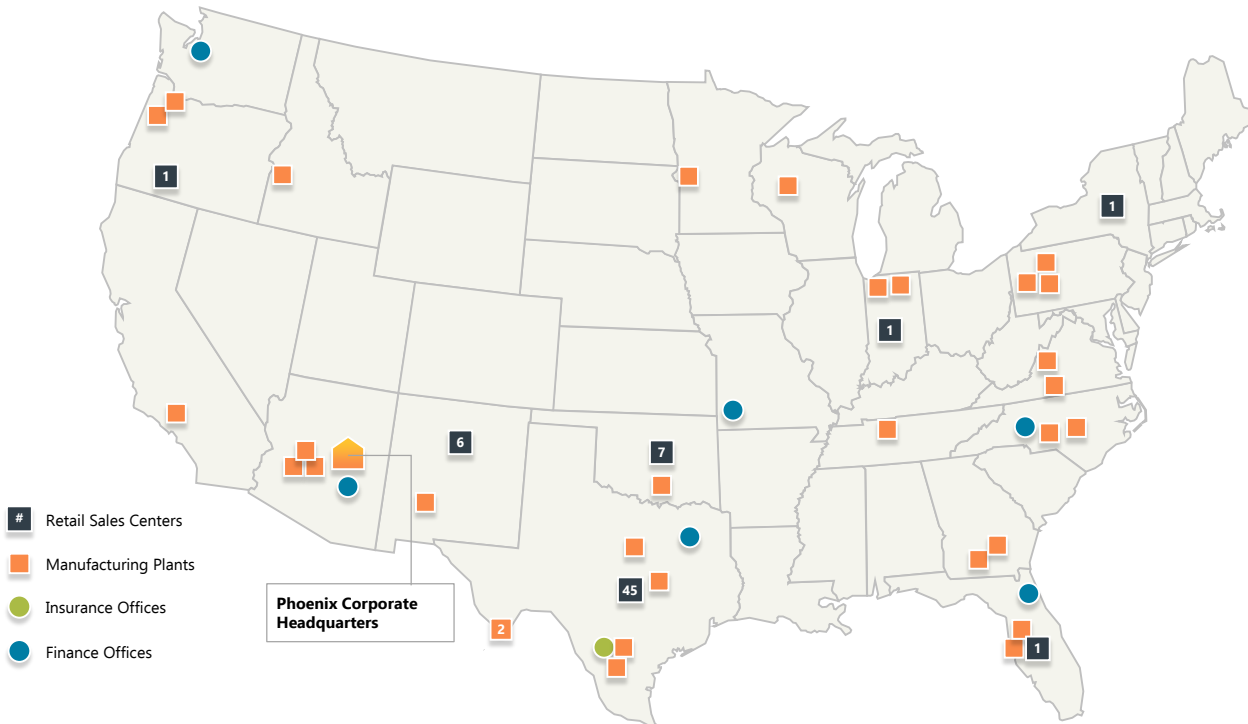 1
1
1
6
7
#
Retail Sales Centers
Manufacturing Plants
45
Phoenix Corporate
Headquarters
Insurance Offices
2
Finance Offices
1